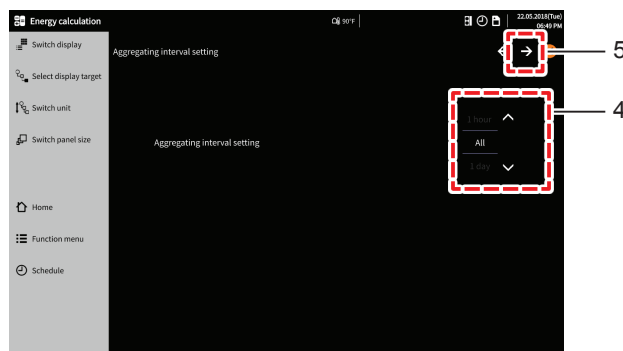 Energy calculation
90°F
22.05.2018(Tue)
06:49 PM
Switch display
Aggregating interval setting
5
Select display target
Switch unit
1 hour
4
Switch panel size
Aggregating interval setting
All
1 day
Home
Function menu
Schedule